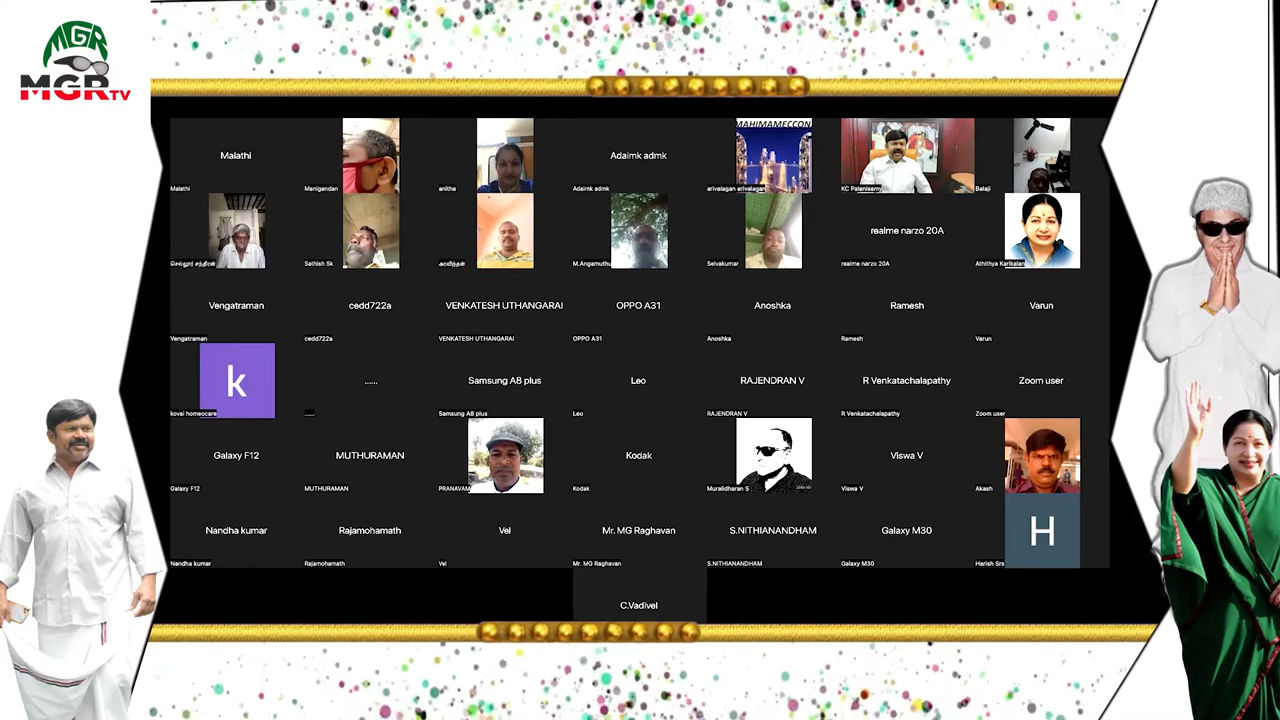 MGR
MGR TV
Malathi
Adaimk admk
MAHIMAMECCON
Malathi
Manigandan
anitha
Adaimk admk
arivalagan arivalagan
KC Palanisamy
Balaji
realme narzo 20A
செல்லூர் சந்திரன்
Sathish Sk
அரவிந்தன்
M.Angamuthu
Selvakumar
realme narzo 20A
Athithya Karikalan
Vengatraman
cedd722a
VENKATESH UTHANGARAI
OPPO A31
Anoshka
Ramesh
Varun
Vengatraman
cedd722a
VENKATESH UTHANGARAI
OPPO A31
Anoshka
Ramesh
Varun
k
......
Samsung A8 plus
Leo
RAJENDRAN V
R Venkatachalapathy
Zoom user
kovai homeocare
......
Samsung A8 plus
Leo
RAJENDRAN V
R Venkatachalapathy
Zoom user
Galaxy F12
MUTHURAMAN
Kodak
Viswa V
Galaxy F12
MUTHURAMAN
PRANAVAM
Kodak
Muralidharan S
Viswa V
Akash
Nandha kumar
Rajamohamath
Vel
Mr. MG Raghavan
S.NITHIANANDHAM
Galaxy M30
H
Nandha kumar
Rajamohamath
Vel
Mr. MG Raghavan
S.NITHIANANDHAM
Galaxy M30
Harish Srs
C.Vadivel